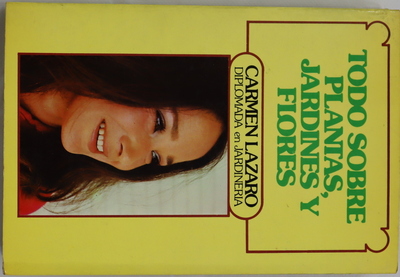 TODO SOBRE
PLANTAS,
JARDINES Y
FLORES
CARMEN LAZARO
DIPLOMADA en JARDINERIA